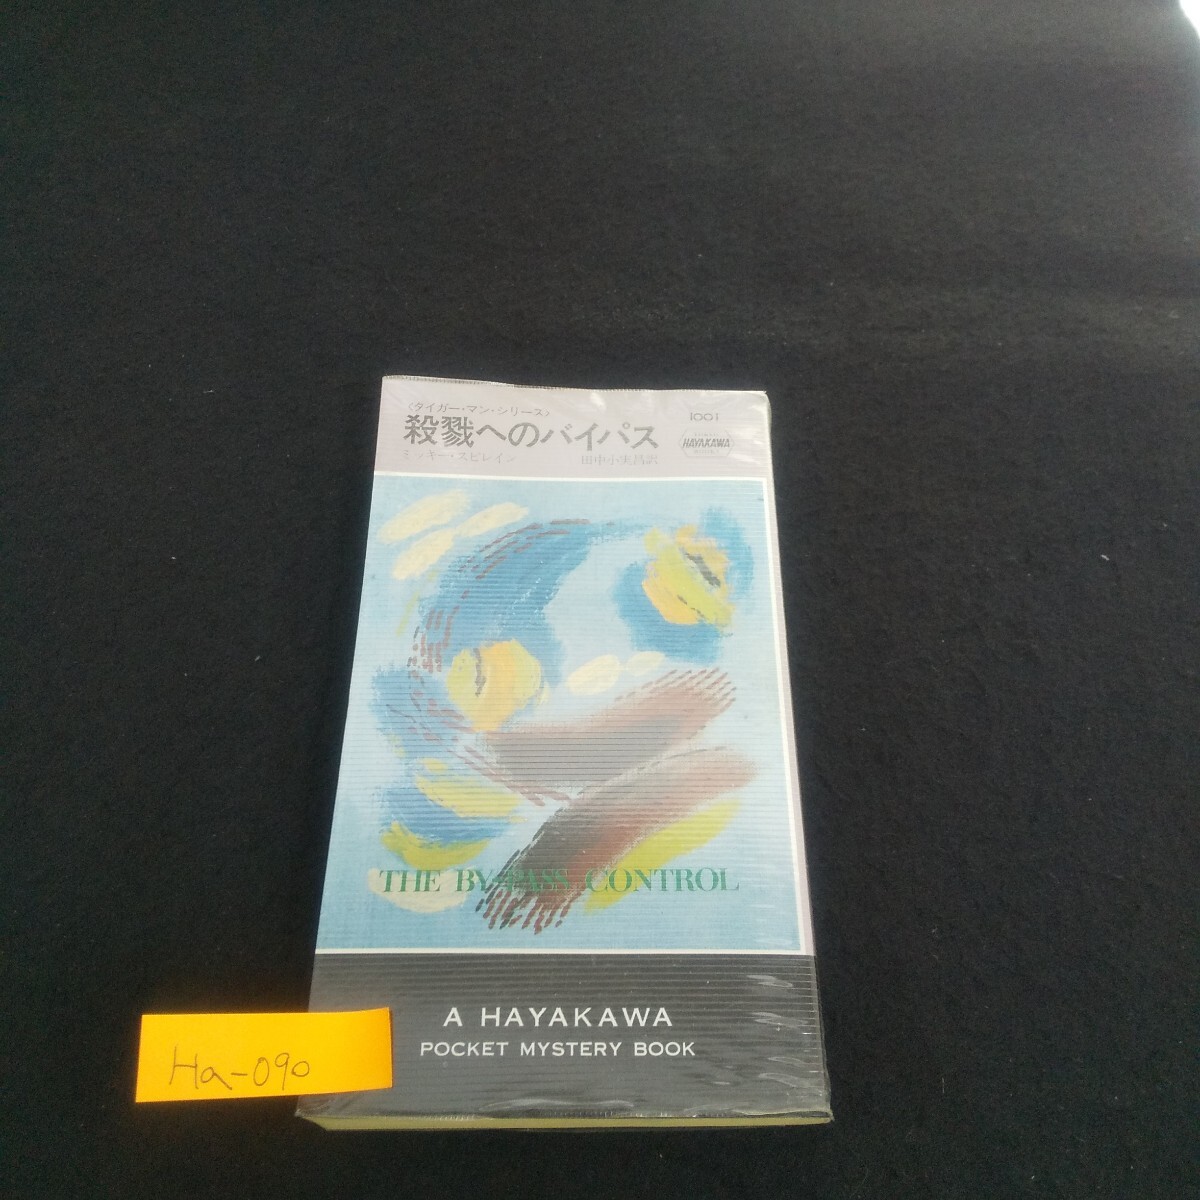 〈タイガー・マン・シリーズ〉
1001
殺戮へのバイパス
HAYAKAWA
ミッキー・スピレイン 田中小実昌訳
THE BY-PASS CONTROL
A HAYAKAWA
POCKET MYSTERY BOOK
Ha-090